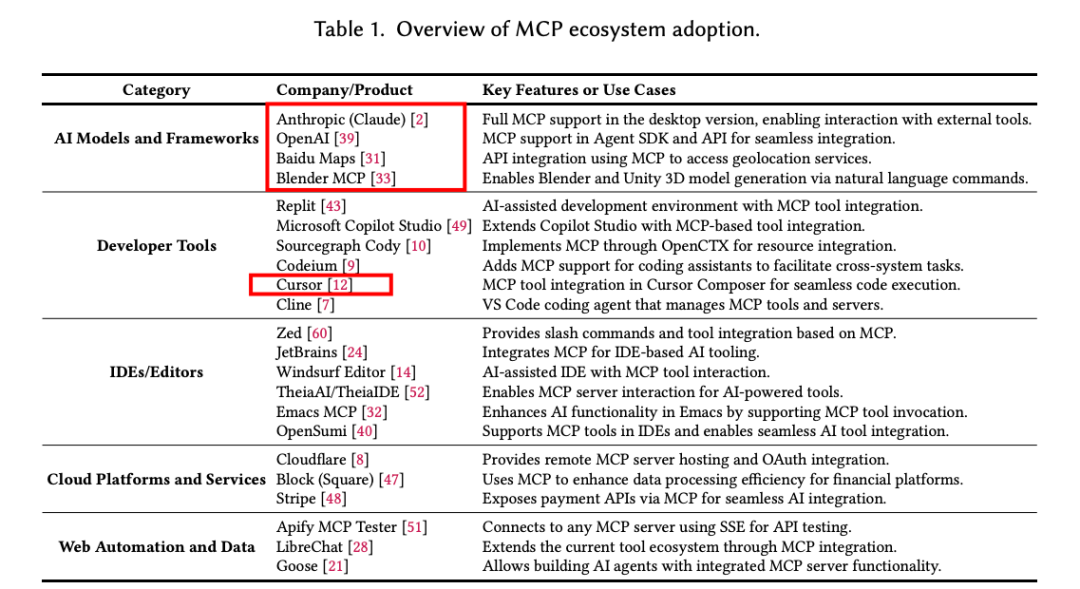 Table 1. Overview of MCP ecosystem adoption.
Category Company/Product Key Features or Use Cases
Anthropic (Claude) [2] Full MCP support in the desktop version, enabling interaction with external tools.
AI Models and Frameworks OpenAI [39] MCP support in Agent SDK and API for seamless integration.
Baidu Maps [31] API integration using MCP to access geolocation services.
Blender MCP [33] Enables Blender and Unity 3D model generation via natural language commands.
Replit [43] AI-assisted development environment with MCP tool integration.
Microsoft Copilot Studio [49] Extends Copilot Studio with MCP-based tool integration.
Developer Tools Sourcegraph Cody [10] Implements MCP through OpenCTX for resource integration.
Codeium [9] Adds MCP support for coding assistants to facilitate cross-system tasks.
Cursor [12] MCP tool integration in Cursor Composer for seamless code execution.
Cline [7] VS Code coding agent that manages MCP tools and servers.
Zed [60] Provides slash commands and tool integration based on MCP.
JetBrains [24] Integrates MCP for IDE-based AI tooling.
IDEs/Editors Windsurf Editor [14] AI-assisted IDE with MCP tool interaction.
TheiaAI/TheiaIDE [52] Enables MCP server interaction for AI-powered tools.
Emacs MCP [32] Enhances AI functionality in Emacs by supporting MCP tool invocation.
OpenSumi [40] Supports MCP tools in IDEs and enables seamless AI tool integration.
Cloudflare [8] Provides remote MCP server hosting and OAuth integration.
Cloud Platforms and Services Block (Square) [47] Uses MCP to enhance data processing efficiency for financial platforms.
Stripe [48] Exposes payment APIs via MCP for seamless AI integration.
Apify MCP Tester [51] Connects to any MCP server using SSE for API testing.
Web Automation and Data LibreChat [28] Extends the current tool ecosystem through MCP integration.
Goose [21] Allows building AI agents with integrated MCP server functionality.